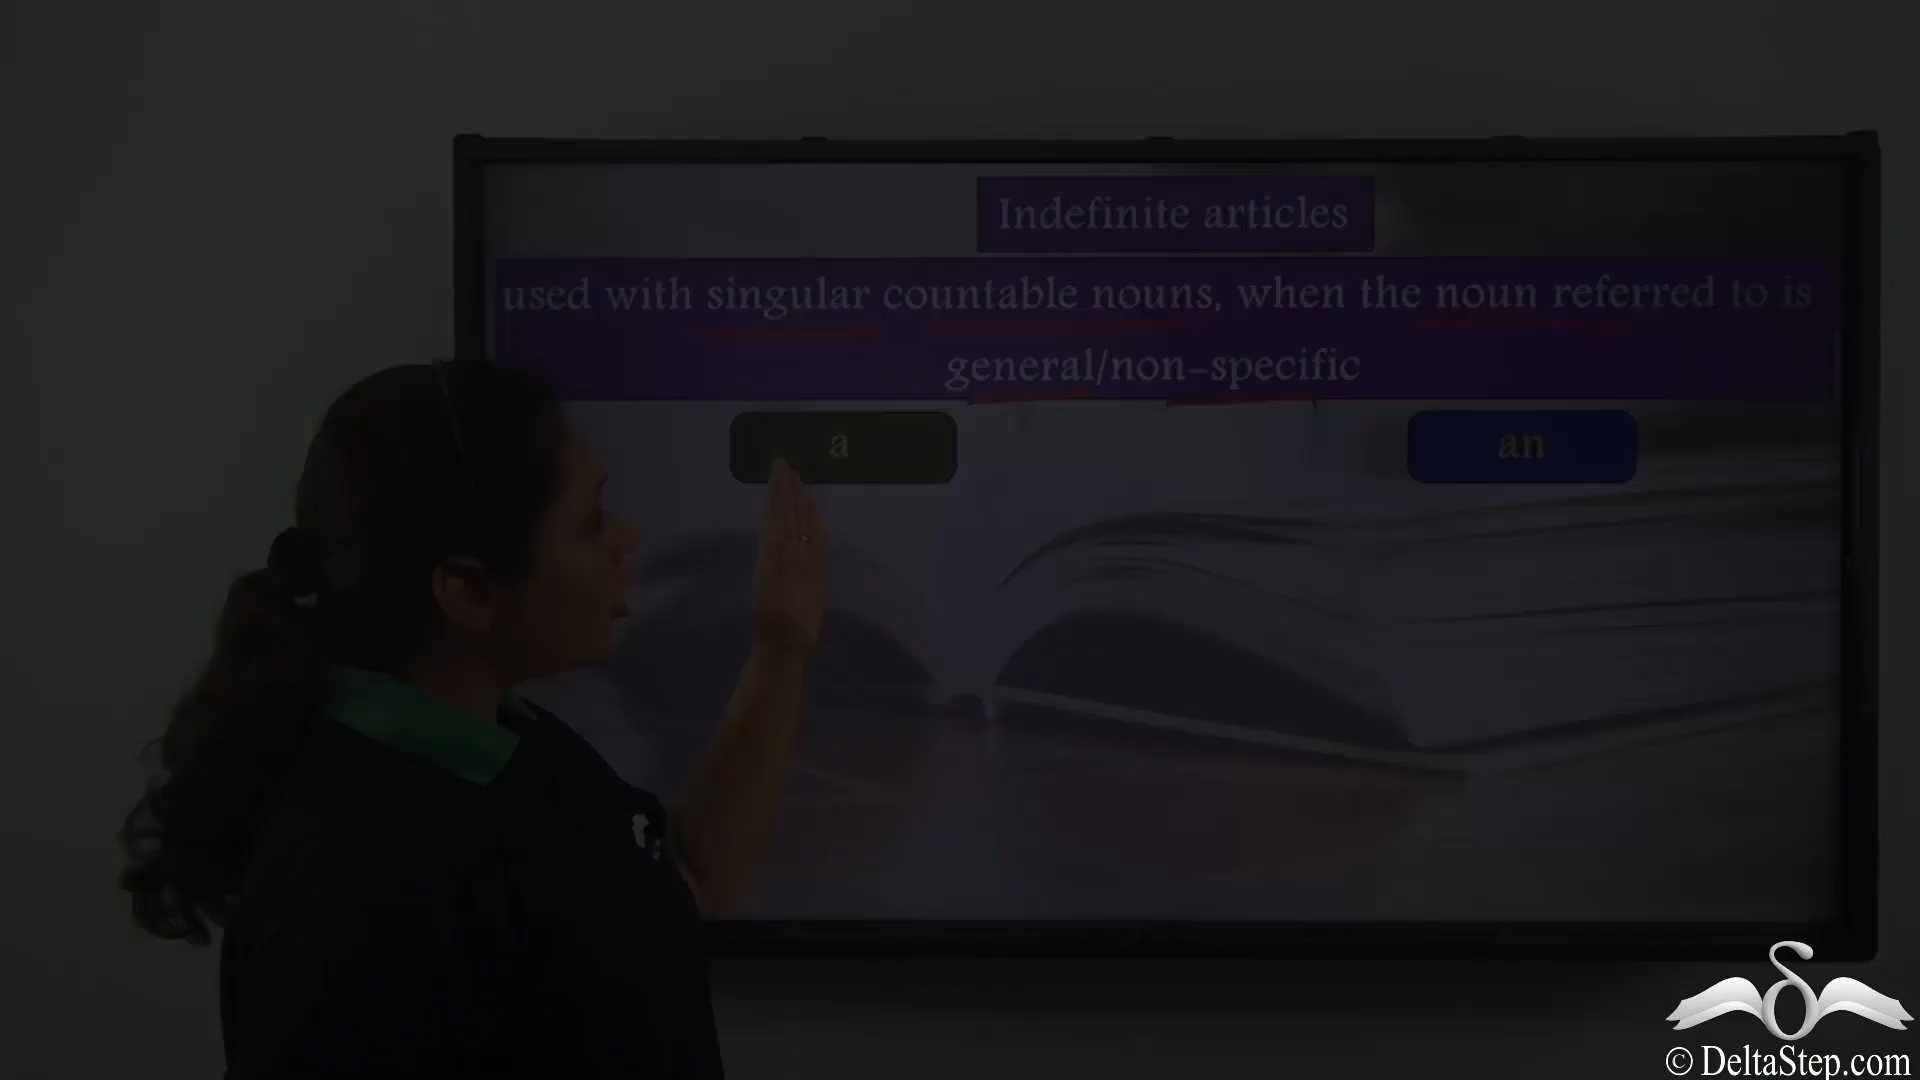 Indefinite articles
used with singular countable nouns, when the noun referred to is
general/non-specific
a
an
© DeltaStep.com